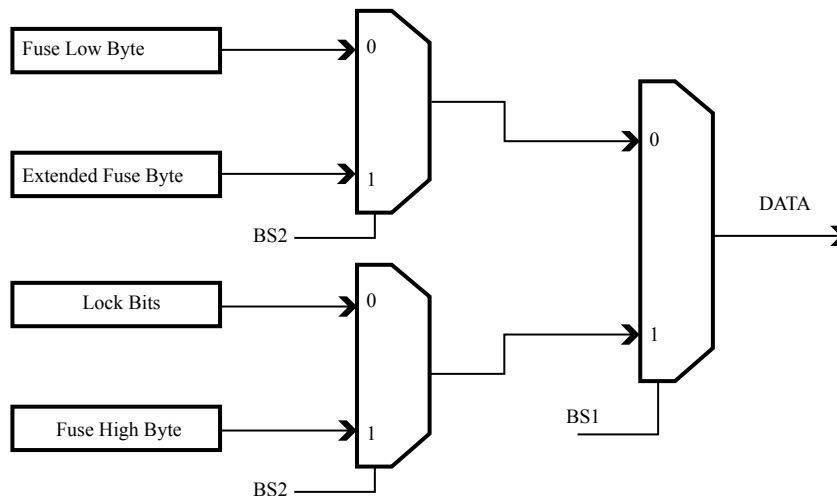 Fuse Low Byte
0
Extended Fuse Byte
1
BS2
0
DATA
Lock Bits
0
1
Fuse High Byte
1
BS1
BS2